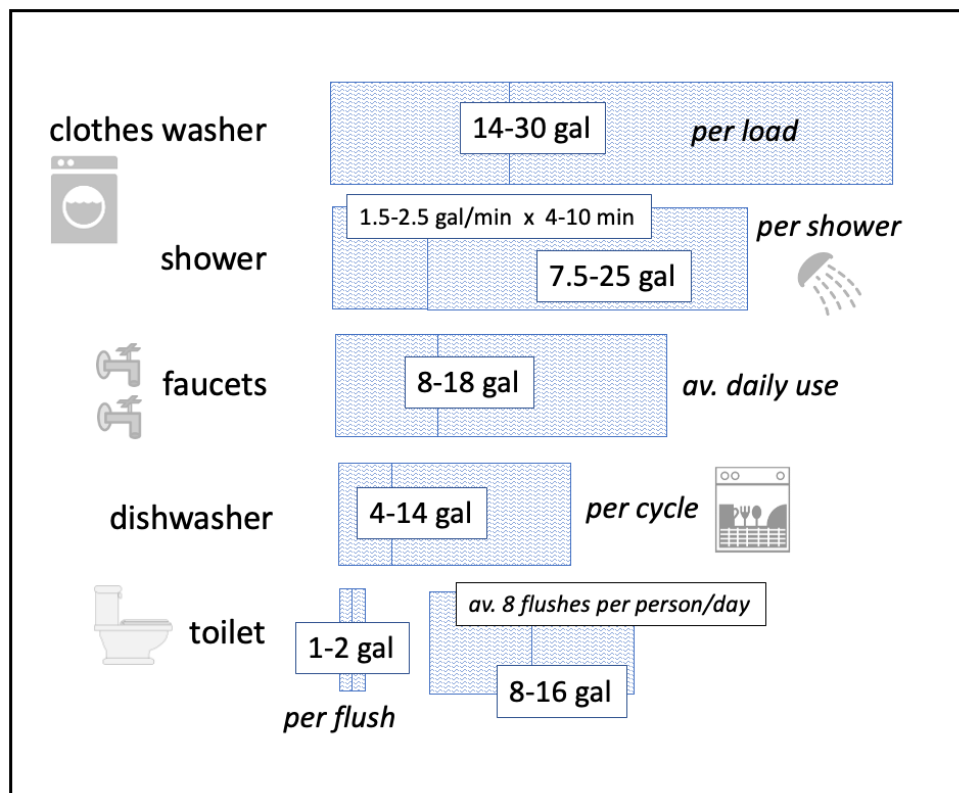 clothes washer
14-30 gal
per load
1.5-2.5 gal/min x 4-10 min
per shower
shower
7.5-25 gal
faucets
8-18 gal
av. daily use
dishwasher
4-14 gal
per cycle
av. 8 flushes per person/day
toilet
1-2 gal
8-16 gal
per flush